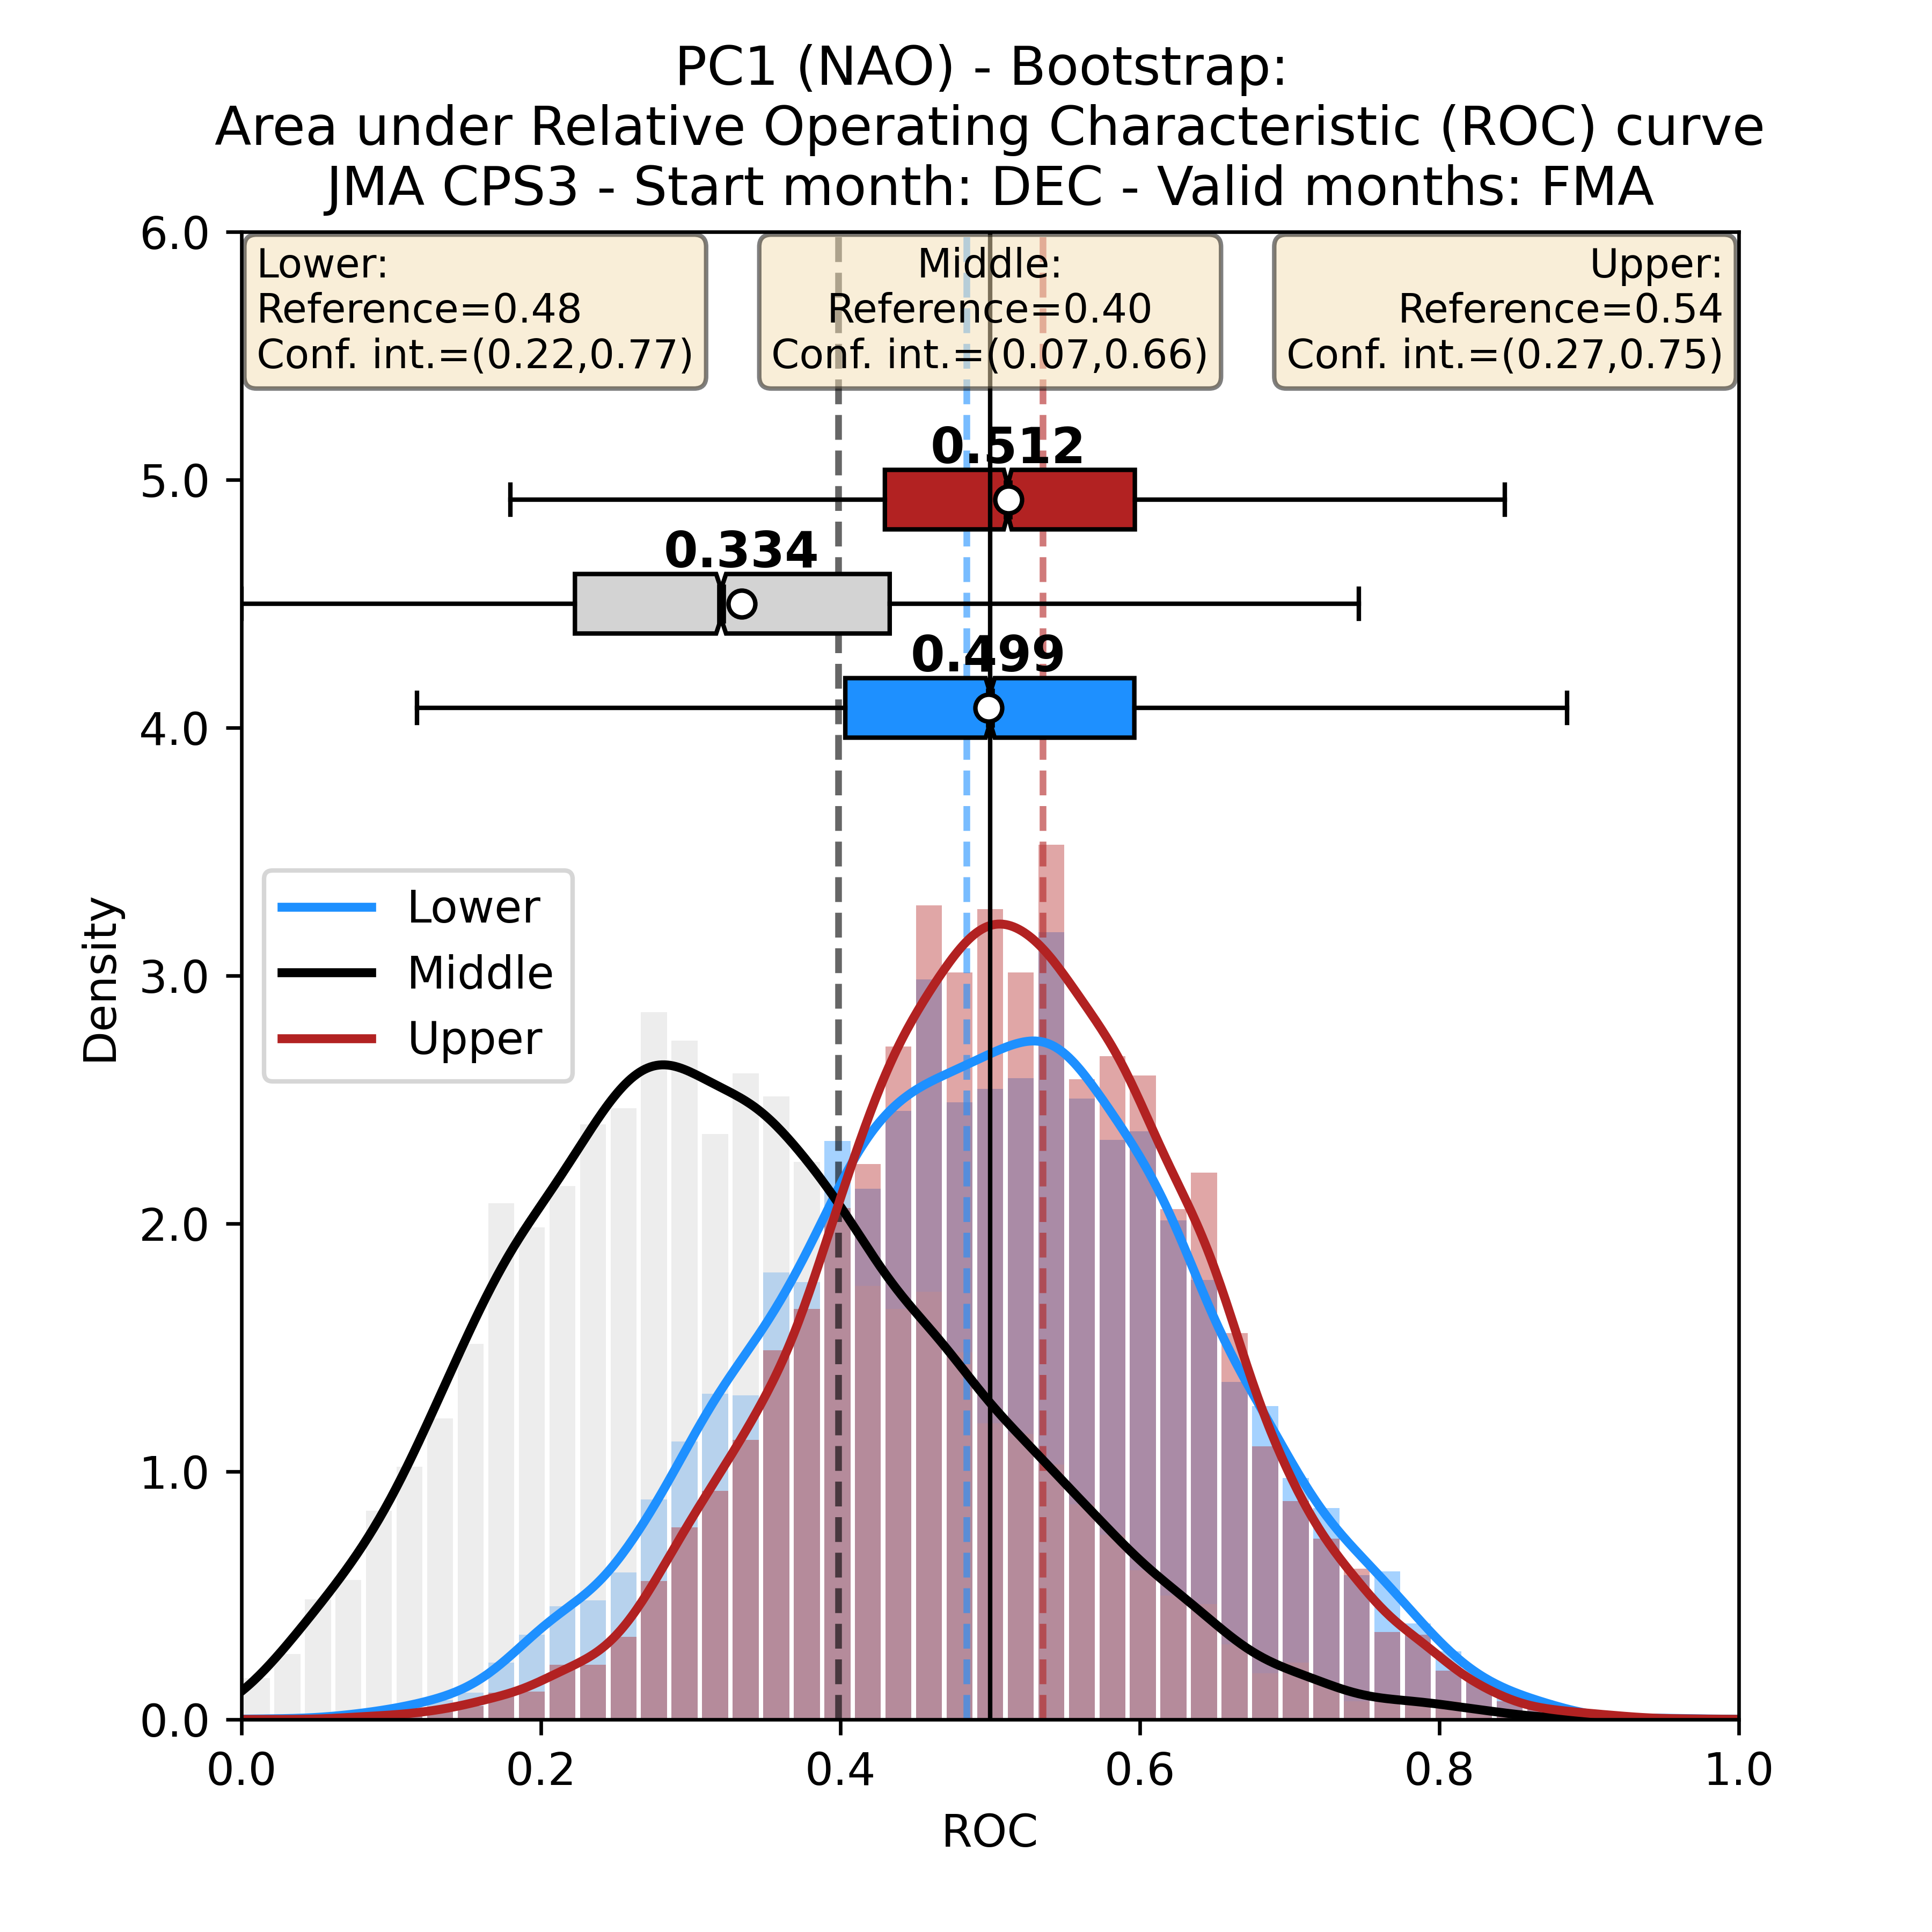 PC1 (NAO) - Bootstrap:
Area under Relative Operating Characteristic (ROC) curve
JMA CPS3 - Start month: DEC - Valid months: FMA
Lower:
Reference=0.48
Conf. int.=(0.22,0.77)
Middle:
Reference=0.40
Conf. int.=(0.07,0.66)
Upper:
Reference=0.54
Conf. int.=(0.27,0.75)
0.512
0.334
0.499
Lower
Middle
Upper
Density
6.0
5.0
4.0
3.0
2.0
1.0
0.0
0.0 0.2 0.4 0.6 0.8 1.0
ROC